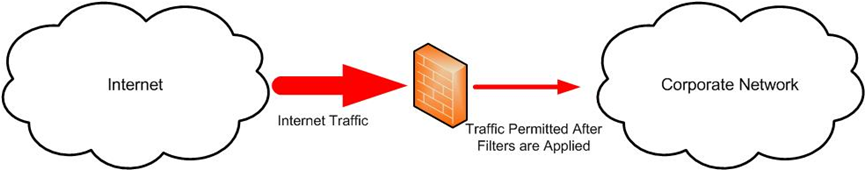 Internet
Internet Traffic
Traffic Permitted After
Filters are Applied
Corporate Network